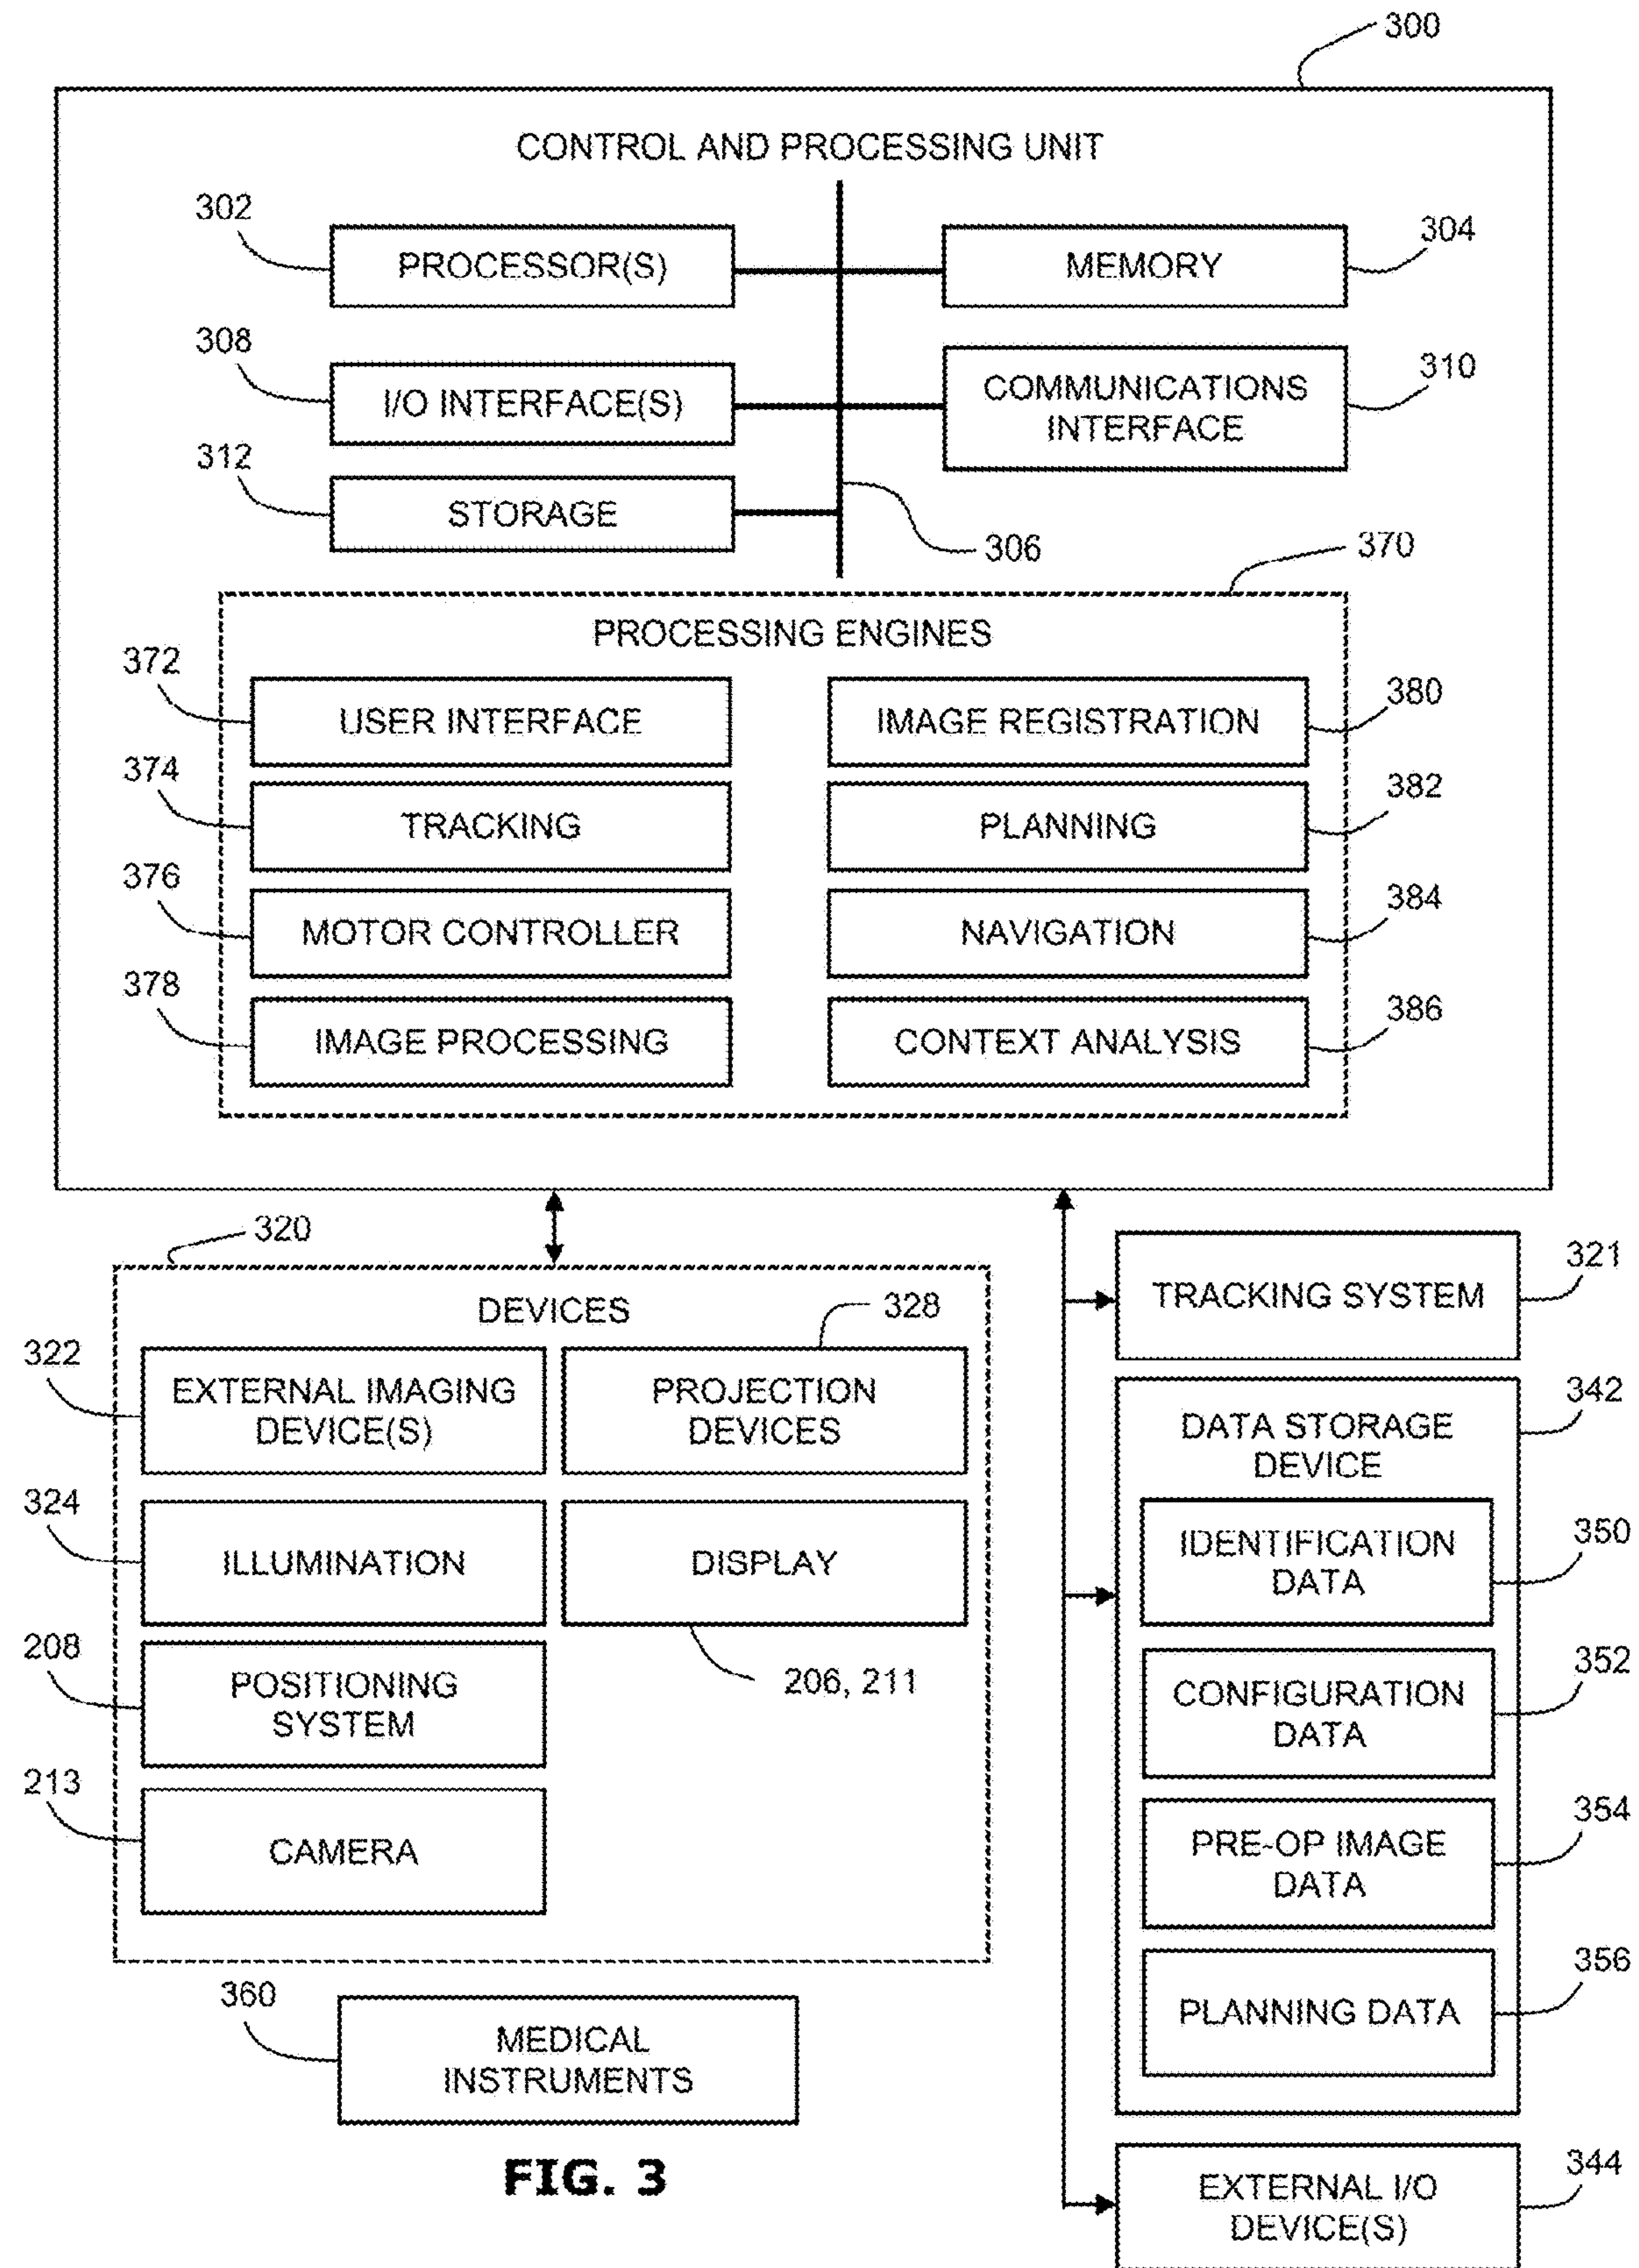 300
CONTROL AND PROCESSING UNIT
302
PROCESSOR(S)
MEMORY
304
308
I/O INTERFACE(S)
COMMUNICATIONS
INTERFACE
310
312
STORAGE
306
370
PROCESSING ENGINES
372
USER INTERFACE
IMAGE REGISTRATION
380
374
TRACKING
PLANNING
382
376
MOTOR CONTROLLER
NAVIGATION
384
378
IMAGE PROCESSING
CONTEXT ANALYSIS
386
320
DEVICES
328
322
EXTERNAL IMAGING
DEVICE(S)
PROJECTION
DEVICES
324
ILLUMINATION
DISPLAY
206, 211
208
POSITIONING
SYSTEM
213
CAMERA
360
MEDICAL
INSTRUMENTS
TRACKING SYSTEM
321
342
DATA STORAGE
DEVICE
IDENTIFICATION
DATA
350
CONFIGURATION
DATA
352
PRE-OP IMAGE
DATA
354
PLANNING DATA
356
EXTERNAL I/O
DEVICE(S)
344
FIG. 3